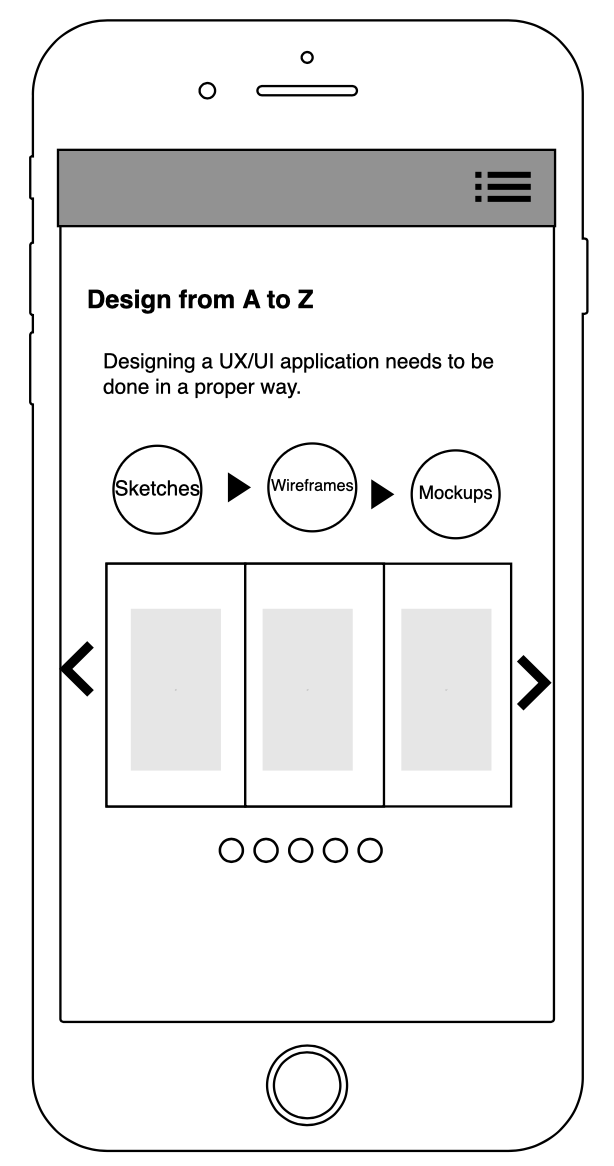 Design from A to Z
Designing a UX/UI application needs to be
done in a proper way.
Sketches
Wireframes
Mockups